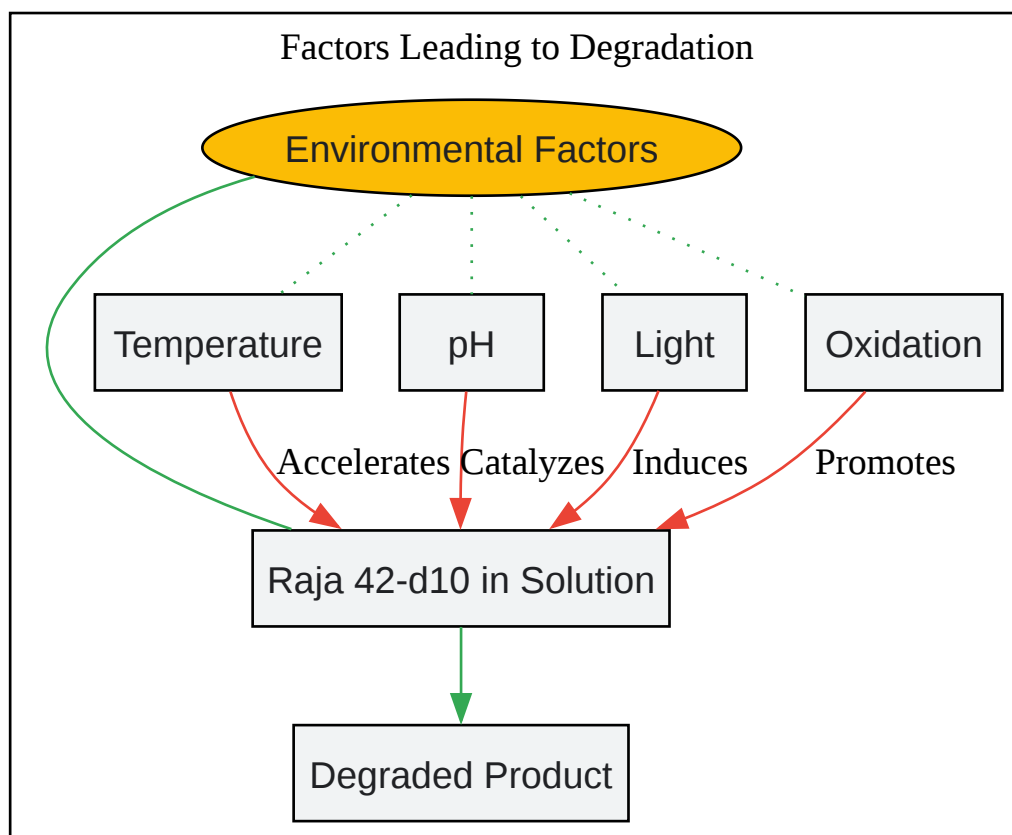 Factors Leading to Degradation
Environmental Factors
Temperature
pH
Light
Oxidation
Accelerates
Catalyzes
Induces
Promotes
Raja 42-d10 in Solution
Degraded Product